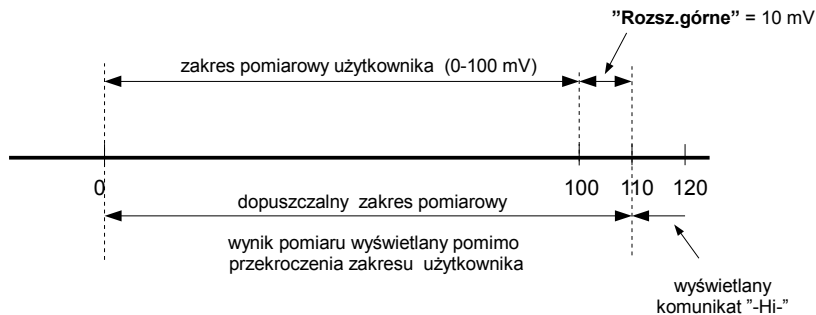 ”Rozsz.górne” = 10 mV
zakres pomiarowy użytkownika (0-100 mV)
0
100
110
120
dopuszczalny zakres pomiarowy
wynik pomiaru wyświetlany pomimo
przekroczenia zakresu użytkownika
wyświetlany
komunikat ”-Hi-”